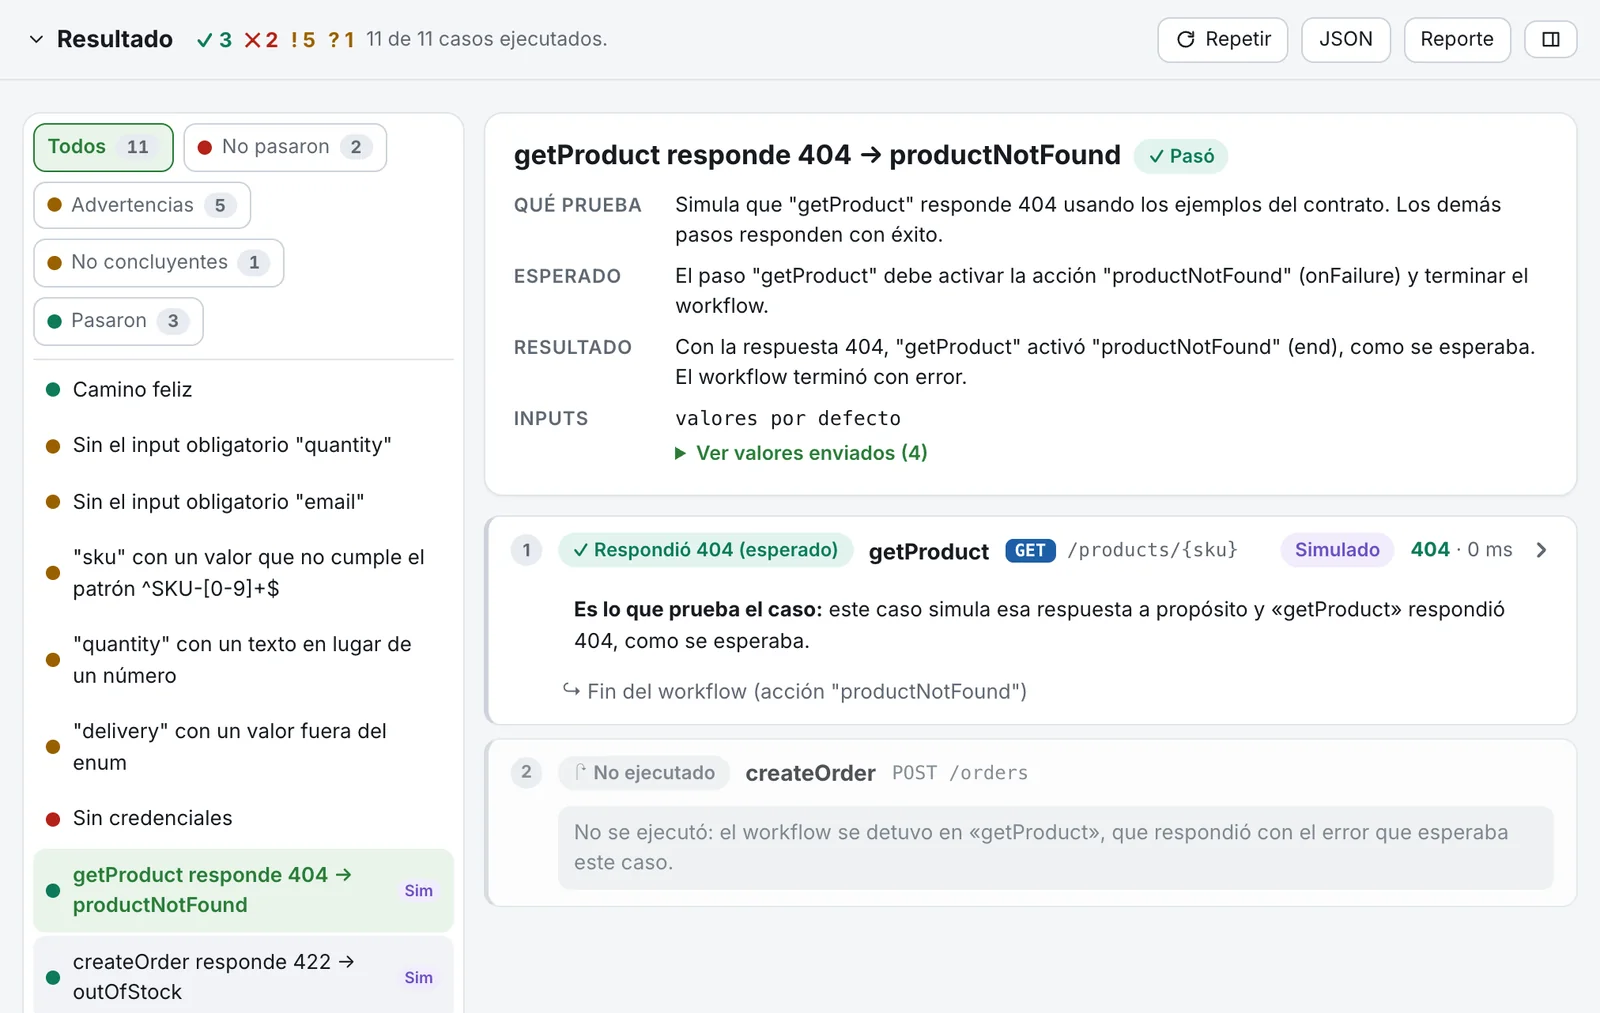 Resultado ✓ 3 ✕ 2 ! 5 ? 1 11 de 11 casos ejecutados.
Repetir JSON Reporte
Todos 11 No pasaron 2
Advertencias 5
No concluyentes 1
Pasaron 3
Camino feliz
Sin el input obligatorio "quantity"
Sin el input obligatorio "email"
"sku" con un valor que no cumple el
patrón ^SKU-[0-9]+$
"quantity" con un texto en lugar de
un número
"delivery" con un valor fuera del
enum
Sin credenciales
getProduct responde 404 →
productNotFound
Sim
createOrder responde 422 →
outOfStock
Sim
getProduct responde 404 → productNotFound ✓ Pasó
QUÉ PRUEBA Simula que "getProduct" responde 404 usando los ejemplos del contrato. Los demás
pasos responden con éxito.
ESPERADO El paso "getProduct" debe activar la acción "productNotFound" (onFailure) y terminar el
workflow.
RESULTADO Con la respuesta 404, "getProduct" activó "productNotFound" (end), como se esperaba.
El workflow terminó con error.
INPUTS valores por defecto
▶ Ver valores enviados (4)
1 ✓ Respondió 404 (esperado) getProduct GET /products/{sku} Simulado 404 · 0 ms
Es lo que prueba el caso: este caso simula esa respuesta a propósito y «getProduct» respondió
404, como se esperaba.
↪ Fin del workflow (acción "productNotFound")
2 No ejecutado createOrder POST /orders
No se ejecutó: el workflow se detuvo en «getProduct», que respondió con el error que esperaba
este caso.